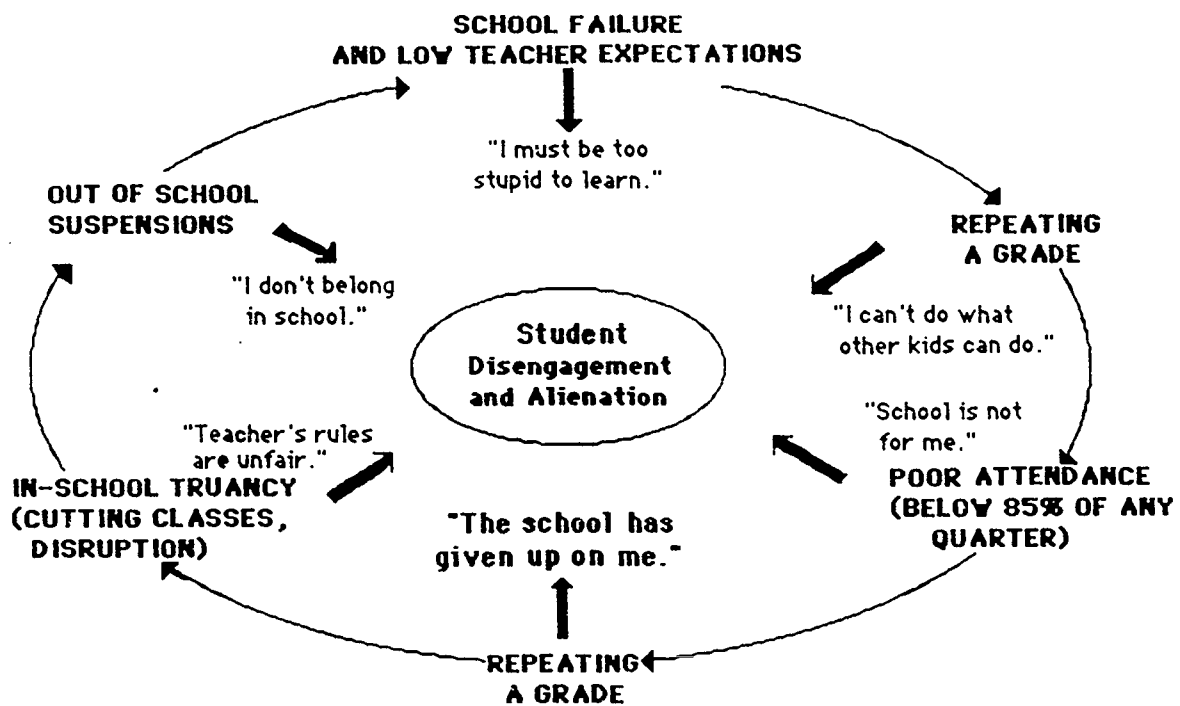 SCHOOL FAILURE
AND LOW TEACHER EXPECTATIONS
"I must be too
stupid to learn."
OUT OF SCHOOL
SUSPENSIONS
"I don't belong
in school."
REPEATING
A GRADE
"I can't do what
other kids can do."
Student
Disengagement
and Alienation
"School is not
for me."
POOR ATTENDANCE
(BELOW 85% OF ANY
QUARTER)
"Teacher's rules
are unfair."
IN-SCHOOL TRUANCY
(CUTTING CLASSES,
DISRUPTION)
"The school has
given up on me."
REPEATING
A GRADE